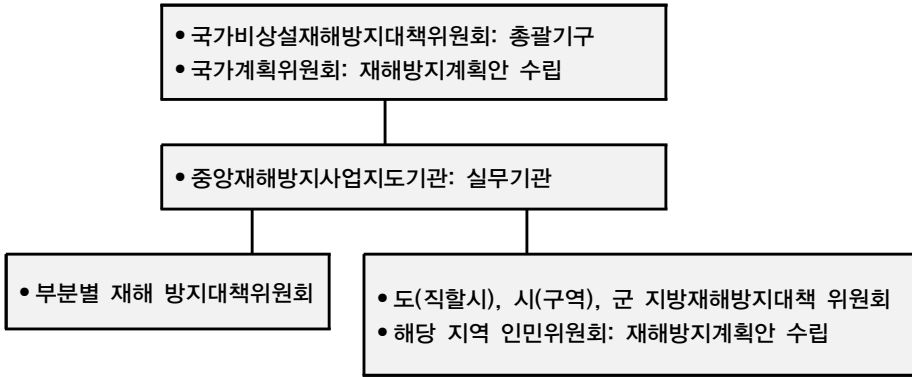 • 국가비상설재해방지대책위원회: 총괄기구
• 국가계획위원회: 재해방지계획안 수립
• 중앙재해방지사업지도기관: 실무기관
• 부분별 재해 방지대책위원회
• 도(직할시), 시(구역), 군 지방재해방지대책 위원회
• 해당 지역 인민위원회: 재해방지계획안 수립